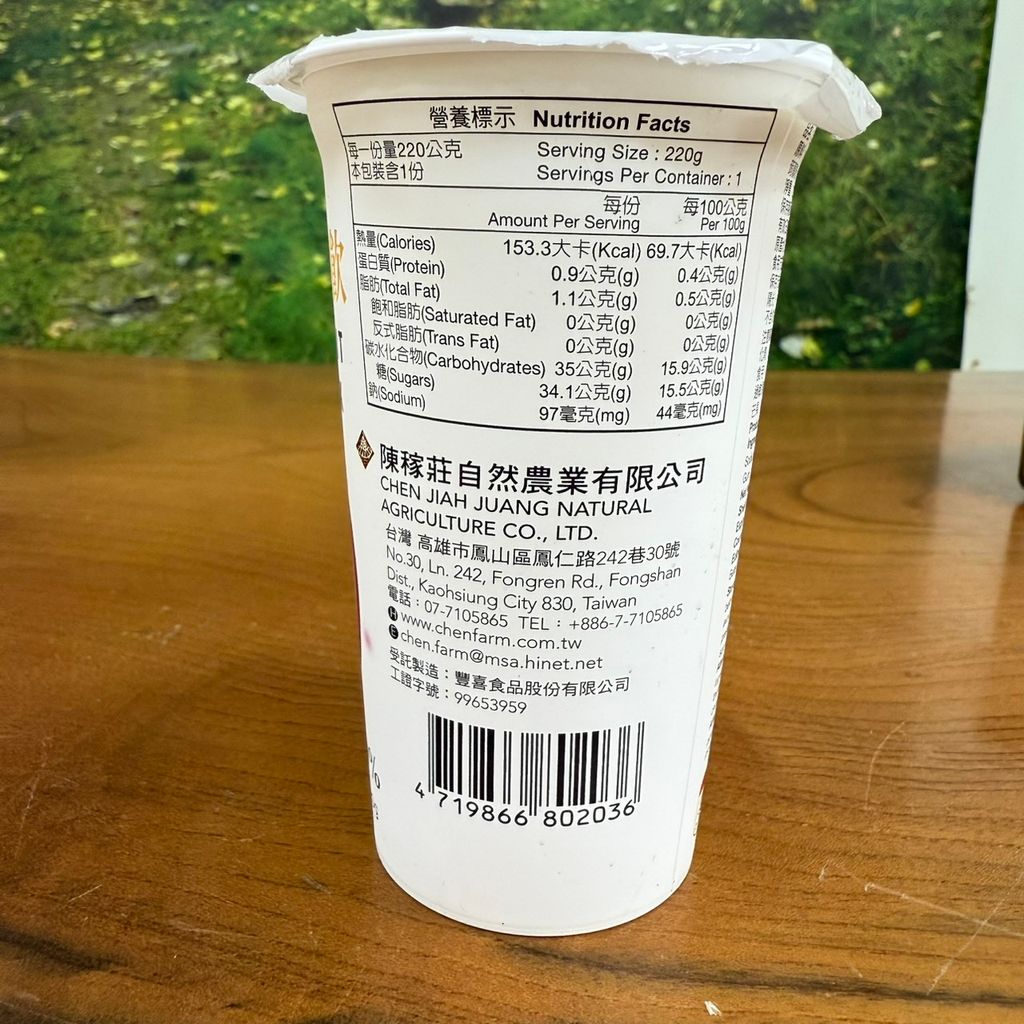 營養標示 Nutrition Facts
每一份量220公克 Serving Size : 220g
本包裝含1份 Servings Per Container : 1
每份 每100公克
Amount Per Serving Per 100g
熱量(Calories) 153.3大卡(Kcal) 69.7大卡(Kcal)
蛋白質(Protein) 0.9公克(g) 0.4公克(g)
脂肪(Total Fat) 1.1公克(g) 0.5公克(g)
飽和脂肪(Saturated Fat) 0公克(g) 0公克(g)
反式脂肪(Trans Fat) 0公克(g) 0公克(g)
碳水化合物(Carbohydrates) 35公克(g) 15.9公克(g)
糖(Sugars) 34.1公克(g) 15.5公克(g)
鈉(Sodium) 97毫克(mg) 44毫克(mg)
飲
陳稼莊自然農業有限公司
CHEN JIAH JUANG NATURAL
AGRICULTURE CO., LTD.
台灣 高雄市鳳山區鳳仁路242巷30號
No.30, Ln. 242, Fongren Rd., Fongshan
Dist., Kaohsiung City 830, Taiwan
電話：07-7105865 TEL：+886-7-7105865
H www.chenfarm.com.tw
E chen.farm@msa.hinet.net
受託製造：豐喜食品股份有限公司
工證字號：99653959
%
4 719866 802036